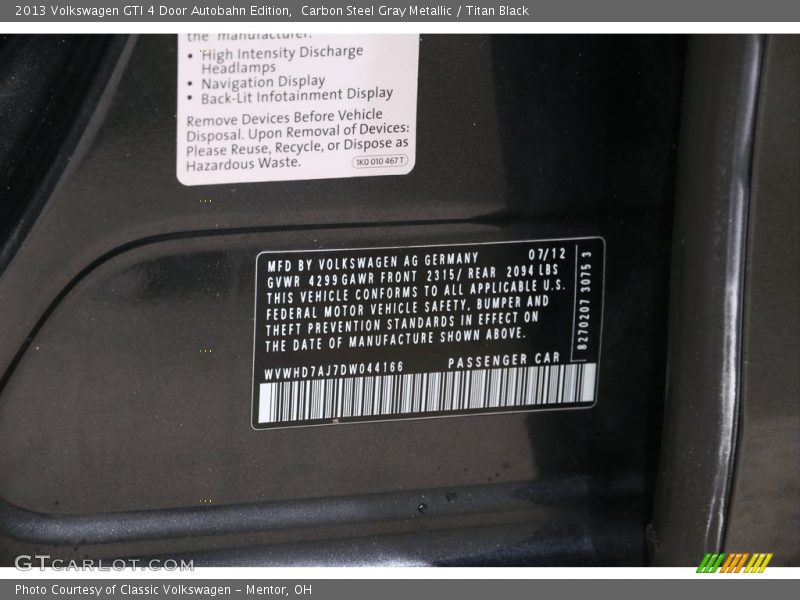 2013 Volkswagen GTI 4 Door Autobahn Edition,  Carbon Steel Gray Metallic / Titan Black
the manufacturer:
• High Intensity Discharge
Headlamps
• Navigation Display
• Back-Lit Infotainment Display
Remove Devices Before Vehicle
Disposal. Upon Removal of Devices:
Please Reuse, Recycle, or Dispose as
Hazardous Waste.
1K0 010 467 T
MFD BY VOLKSWAGEN AG GERMANY 07/12
GVWR 4299 GAWR FRONT 2315/ REAR 2094 LBS
THIS VEHICLE CONFORMS TO ALL APPLICABLE U.S.
FEDERAL MOTOR VEHICLE SAFETY, BUMPER AND
THEFT PREVENTION STANDARDS IN EFFECT ON
THE DATE OF MANUFACTURE SHOWN ABOVE.
8270207 3075 3
WVWHD7AJ7DW044166 PASSENGER CAR
GTCARLOT.COM
Photo Courtesy of Classic Volkswagen - Mentor, OH